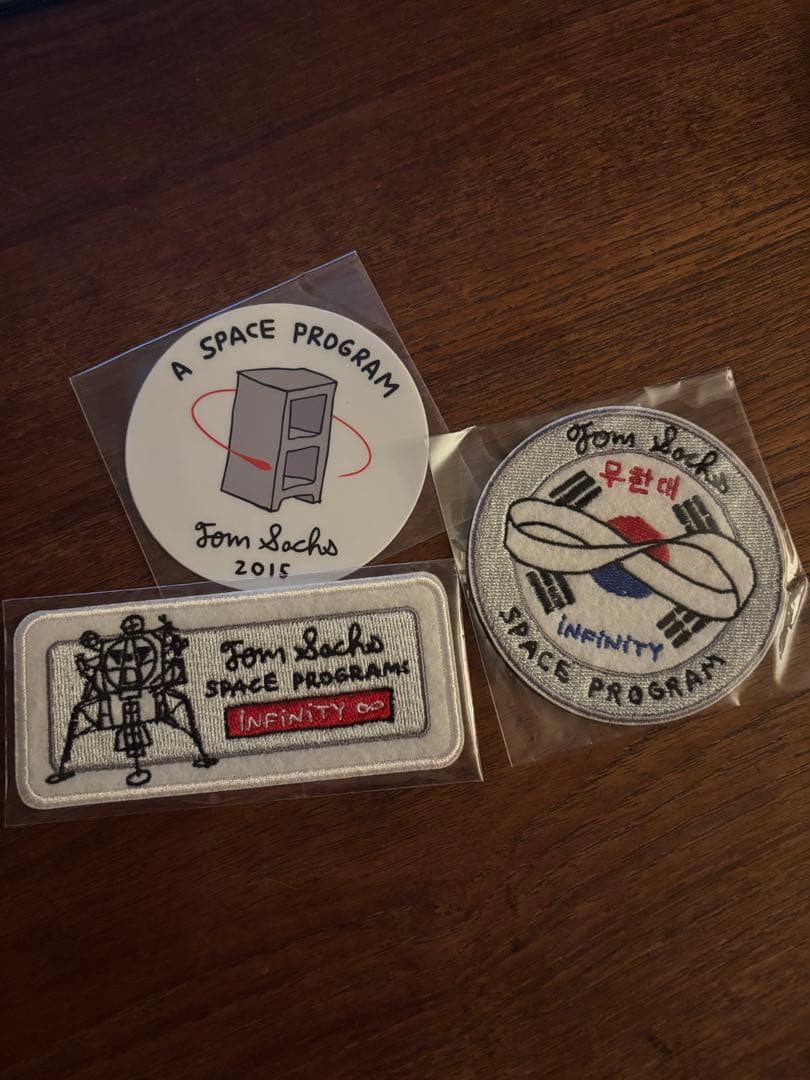 A SPACE PROGRAM
Tom Sachs
2015
Tom Sachs
무한대
INFINITY
SPACE PROGRAM
Tom Sachs
SPACE PROGRAMS
INFINITY ∞